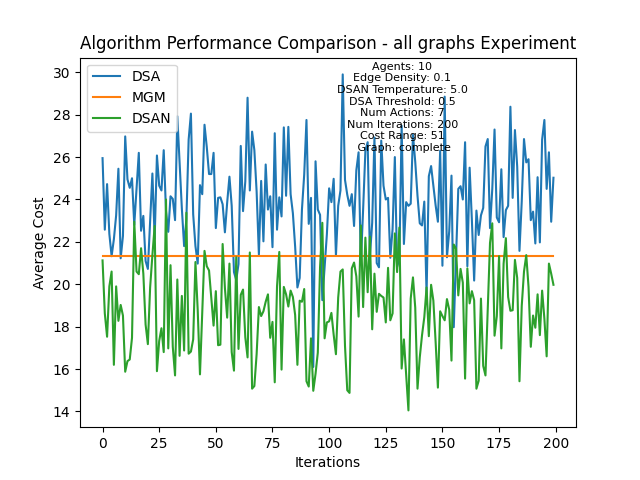 Algorithm Performance Comparison - all graphs Experiment
DSA
MGM
DSAN
Agents: 10
Edge Density: 0.1
DSAN Temperature: 5.0
DSA Threshold: 0.5
Num Actions: 7
Num Iterations: 200
Cost Range: 51
Graph: complete
Average Cost
30
28
26
24
22
20
18
16
14
0
25
50
75
100
125
150
175
200
Iterations